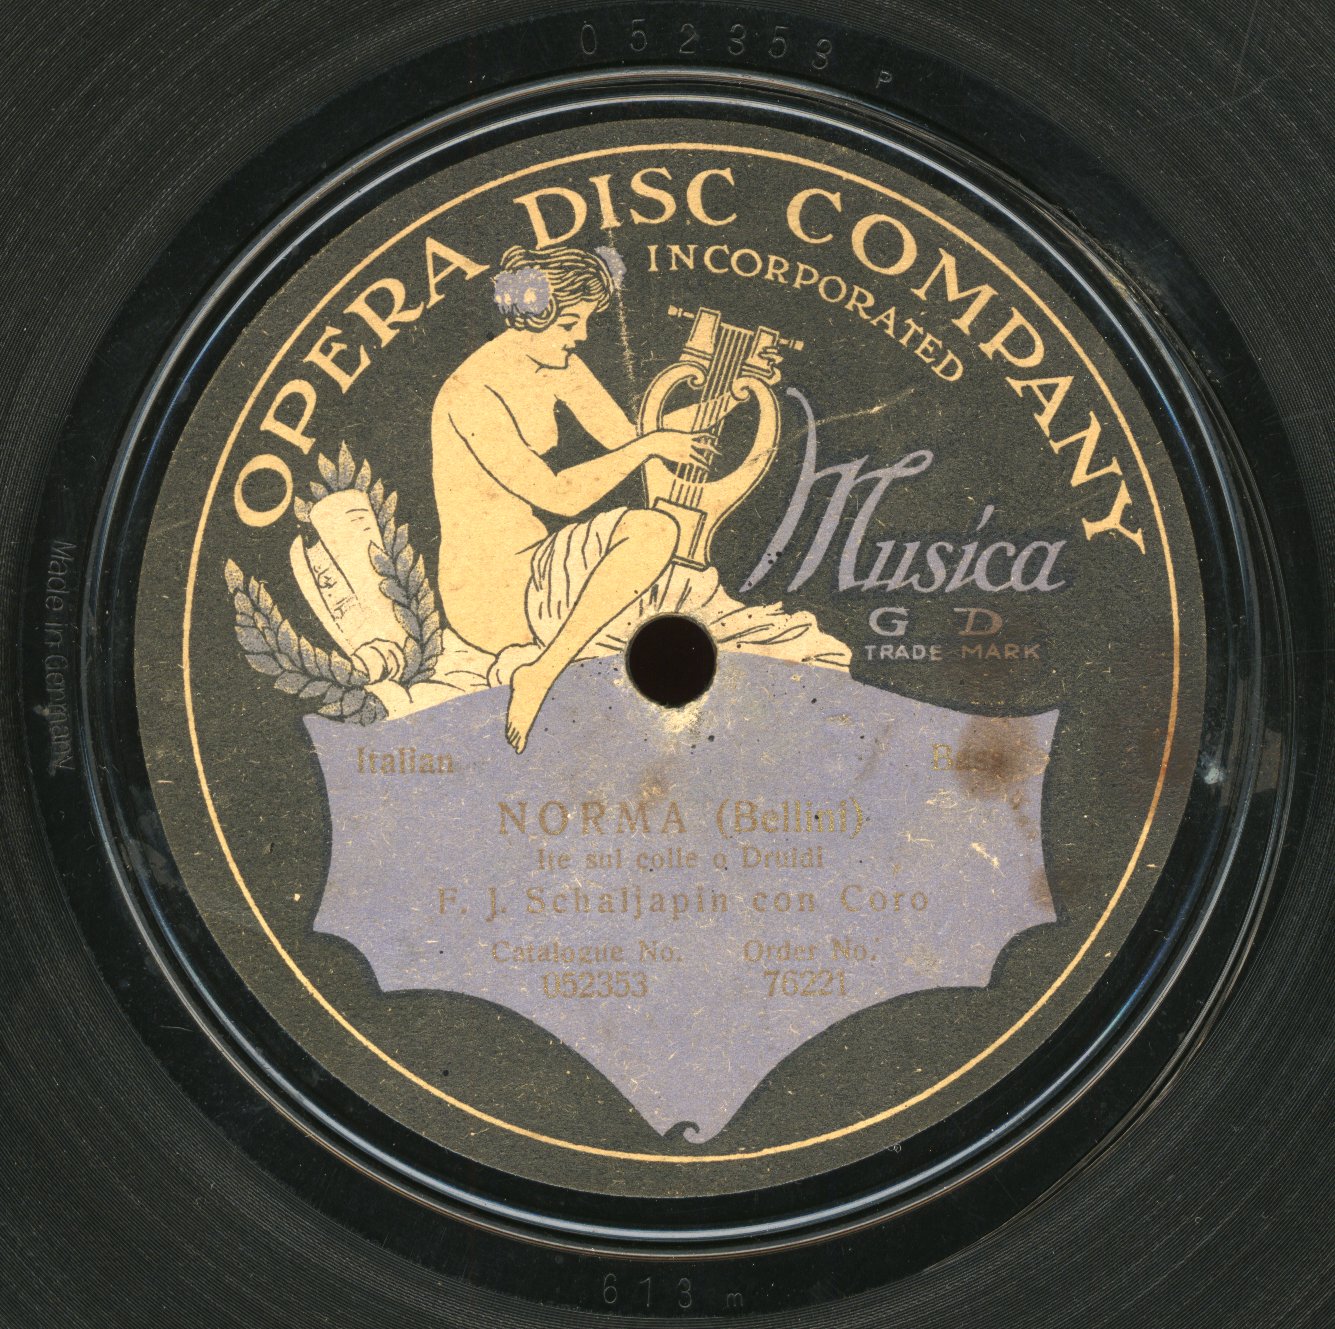 052353 P
OPERA DISC COMPANY
INCORPORATED
Musica
G D
TRADE MARK
Made in Germany
Italian Bass
NORMA (Bellini)
Ite sul colle o Druidi
F. J. Schaljapin con Coro
Catalogue No. Order No.
052353 76221
613 m